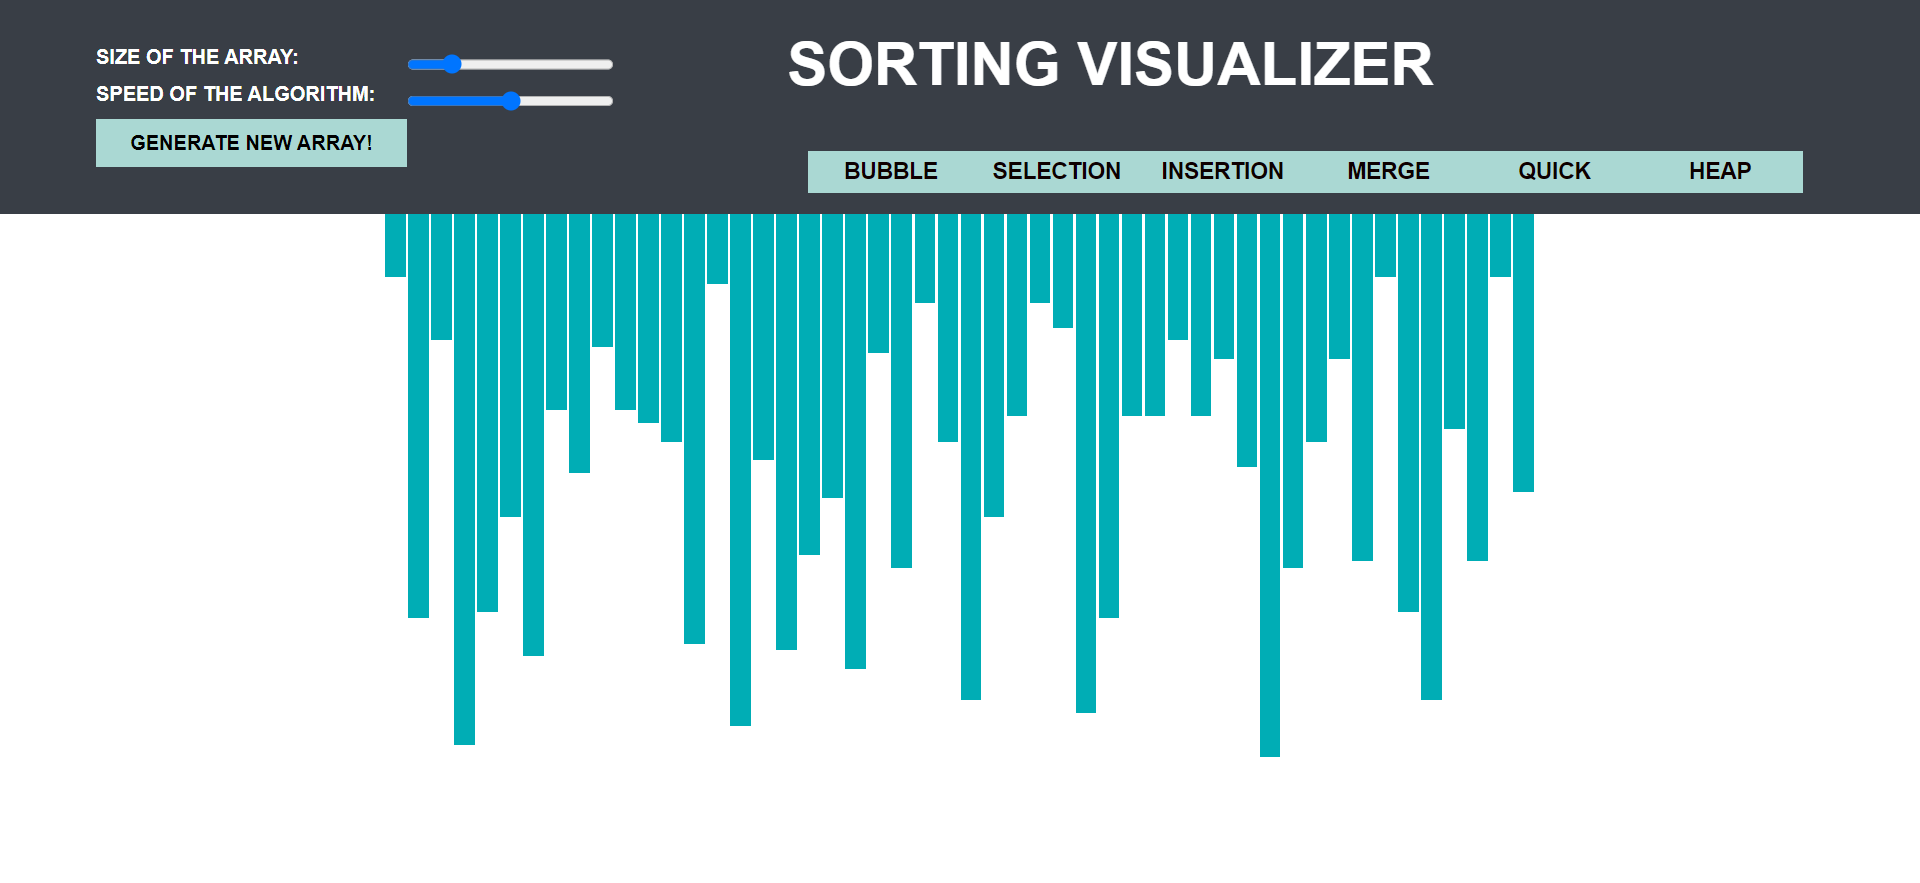 SIZE OF THE ARRAY:
SPEED OF THE ALGORITHM:
GENERATE NEW ARRAY!
SORTING VISUALIZER
BUBBLE SELECTION INSERTION MERGE QUICK HEAP